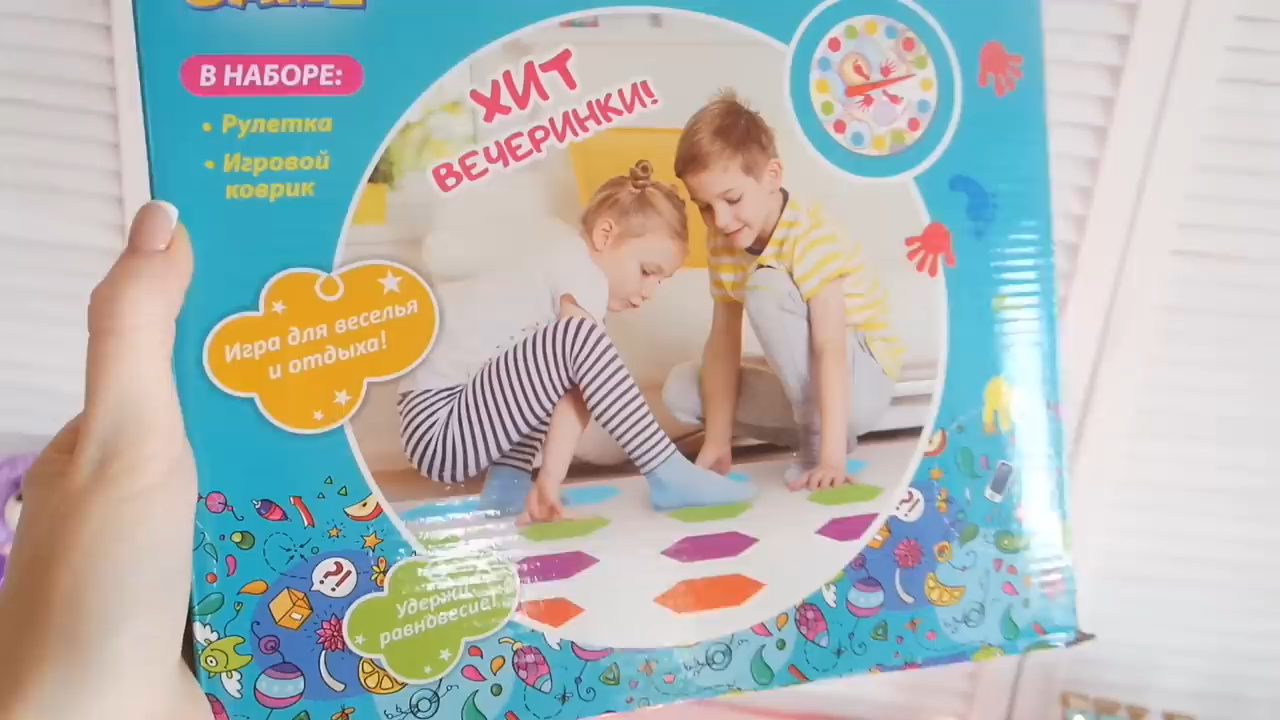 В НАБОРЕ:
• Рулетка
• Игровой
коврик
ХИТ
ВЕЧЕРИНКИ!
Игра для веселья
и отдыха!
?!
?!
Удержи
равновесие!